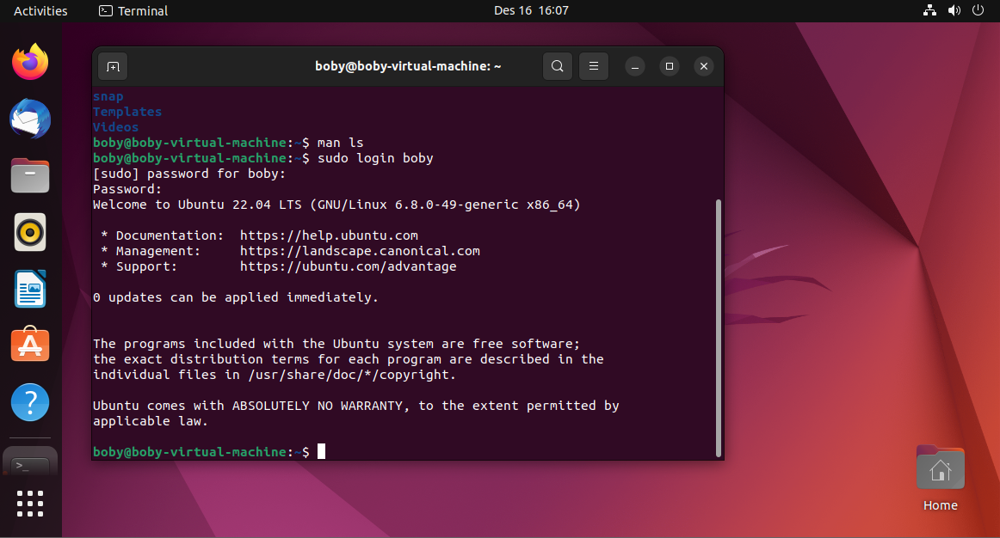 Activities
Terminal
Des 16 16:07
boby@boby-virtual-machine: ~
snap
Templates
Videos
boby@boby-virtual-machine:~$ man ls
boby@boby-virtual-machine:~$ sudo login boby
[sudo] password for boby:
Password:
Welcome to Ubuntu 22.04 LTS (GNU/Linux 6.8.0-49-generic x86_64)
* Documentation: https://help.ubuntu.com
* Management: https://landscape.canonical.com
* Support: https://ubuntu.com/advantage
0 updates can be applied immediately.
The programs included with the Ubuntu system are free software;
the exact distribution terms for each program are described in the
individual files in /usr/share/doc/*/copyright.
Ubuntu comes with ABSOLUTELY NO WARRANTY, to the extent permitted by
applicable law.
boby@boby-virtual-machine:~$
Home